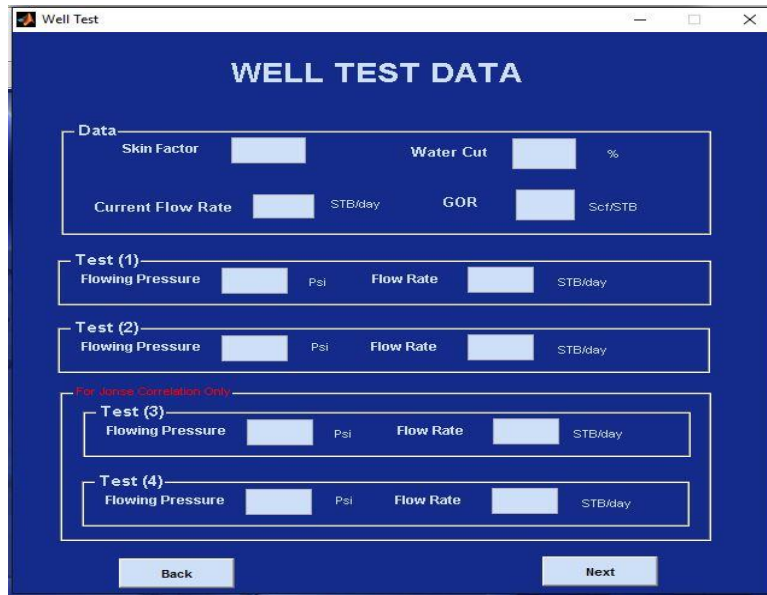 Well Test
WELL TEST DATA
Data
Skin Factor Water Cut %
Current Flow Rate STB/day GOR Scf/STB
Test (1)
Flowing Pressure Psi Flow Rate STB/day
Test (2)
Flowing Pressure Psi Flow Rate STB/day
For Jonse Correlation Only
Test (3)
Flowing Pressure Psi Flow Rate STB/day
Test (4)
Flowing Pressure Psi Flow Rate STB/day
Back Next